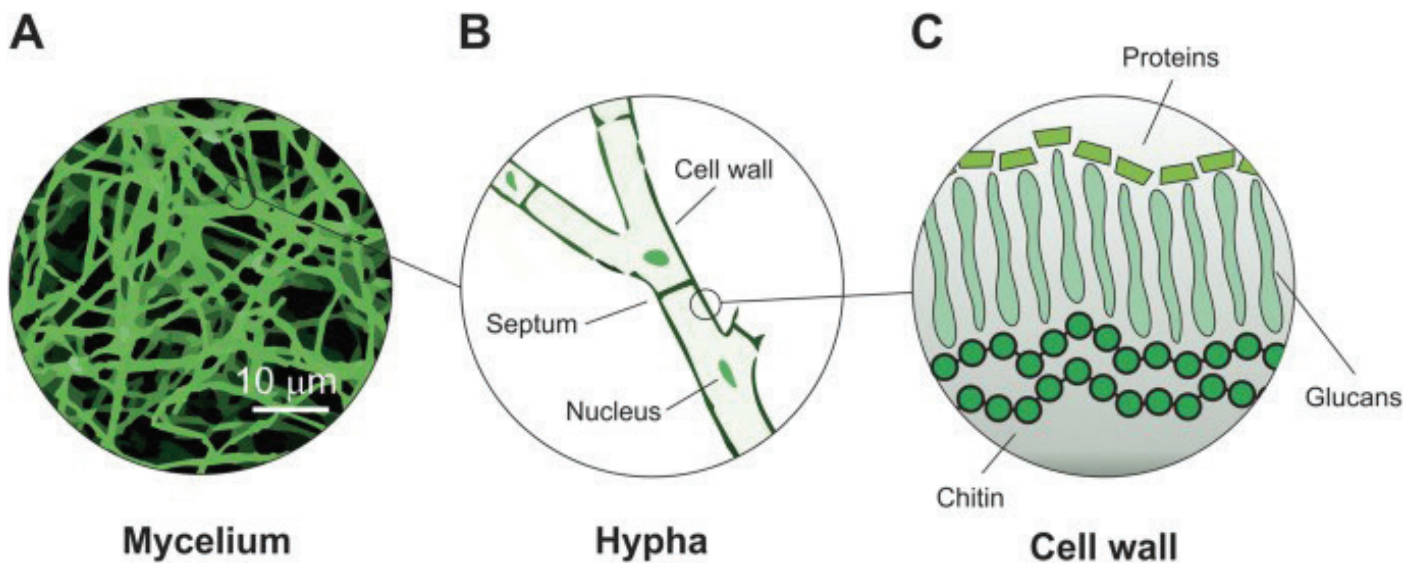 A
B
C
Proteins
Cell wall
Septum
10 µm
Nucleus
Glucans
Chitin
Mycelium
Hypha
Cell wall